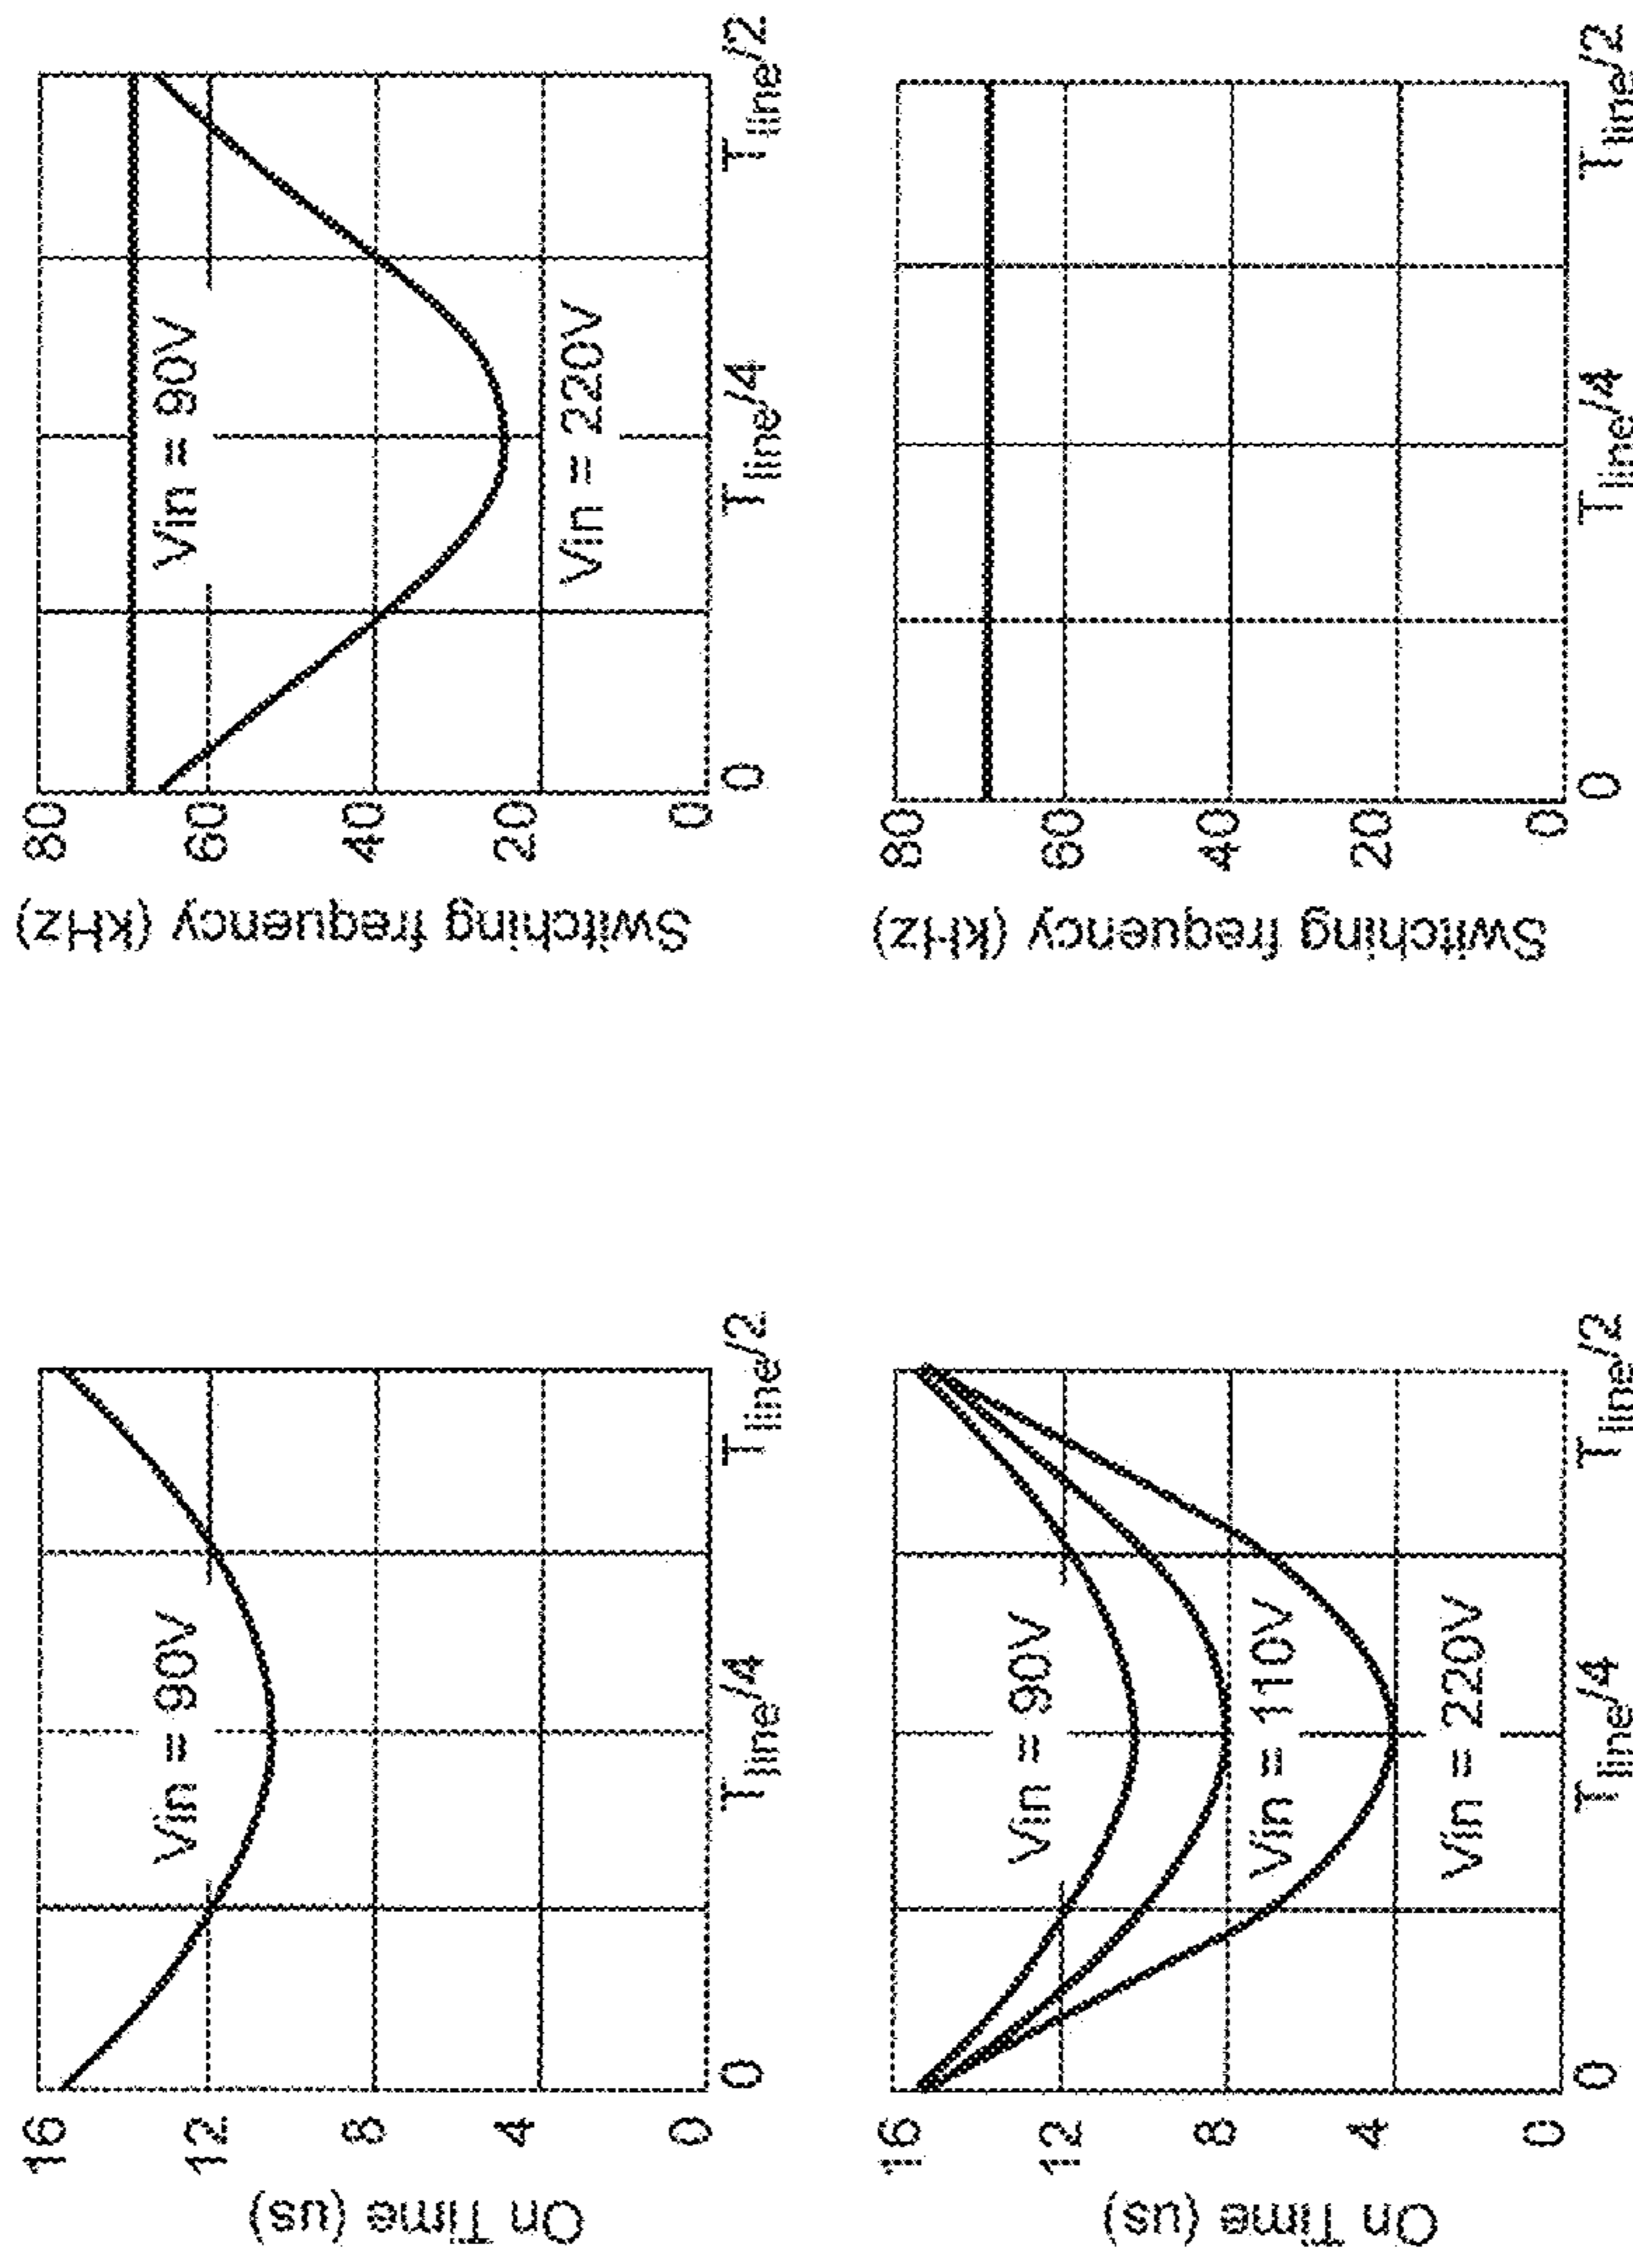 On Time (us)
16
12
8
4
0
Vin = 90V
0
Tline/4
Tline/2
Switching frequency (kHz)
80
60
40
20
0
Vin = 90V
Vin = 220V
0
Tline/4
Tline/2
On Time (us)
16
12
8
4
0
Vin = 90V
Vin = 110V
Vin = 220V
0
Tline/4
Tline/2
Switching frequency (kHz)
80
60
40
20
0
0
Tline/4
Tline/2